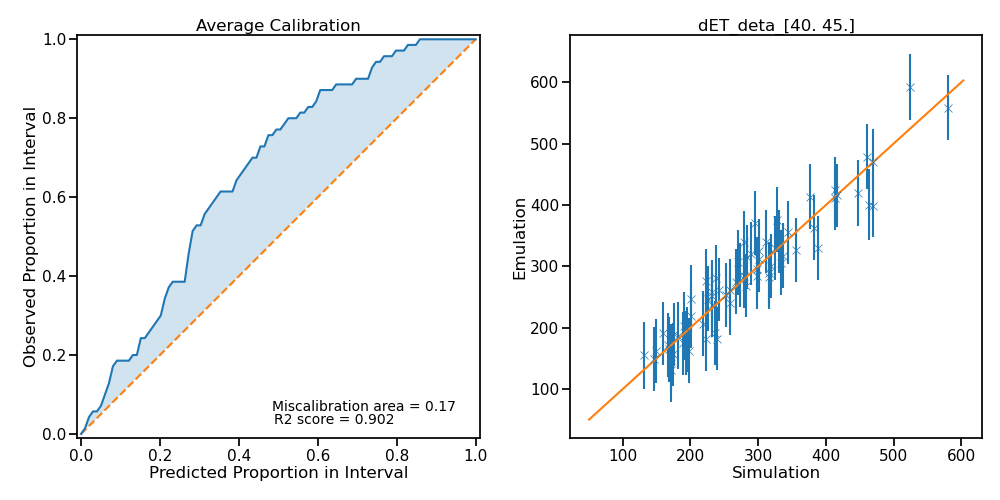 Average Calibration
1.0
0.8
0.6
0.4
0.2
0.0
Observed Proportion in Interval
Miscalibration area = 0.17
R2 score = 0.902
0.0 0.2 0.4 0.6 0.8 1.0
Predicted Proportion in Interval
dET_deta [40. 45.]
600
500
400
300
200
100
Emulation
100 200 300 400 500 600
Simulation